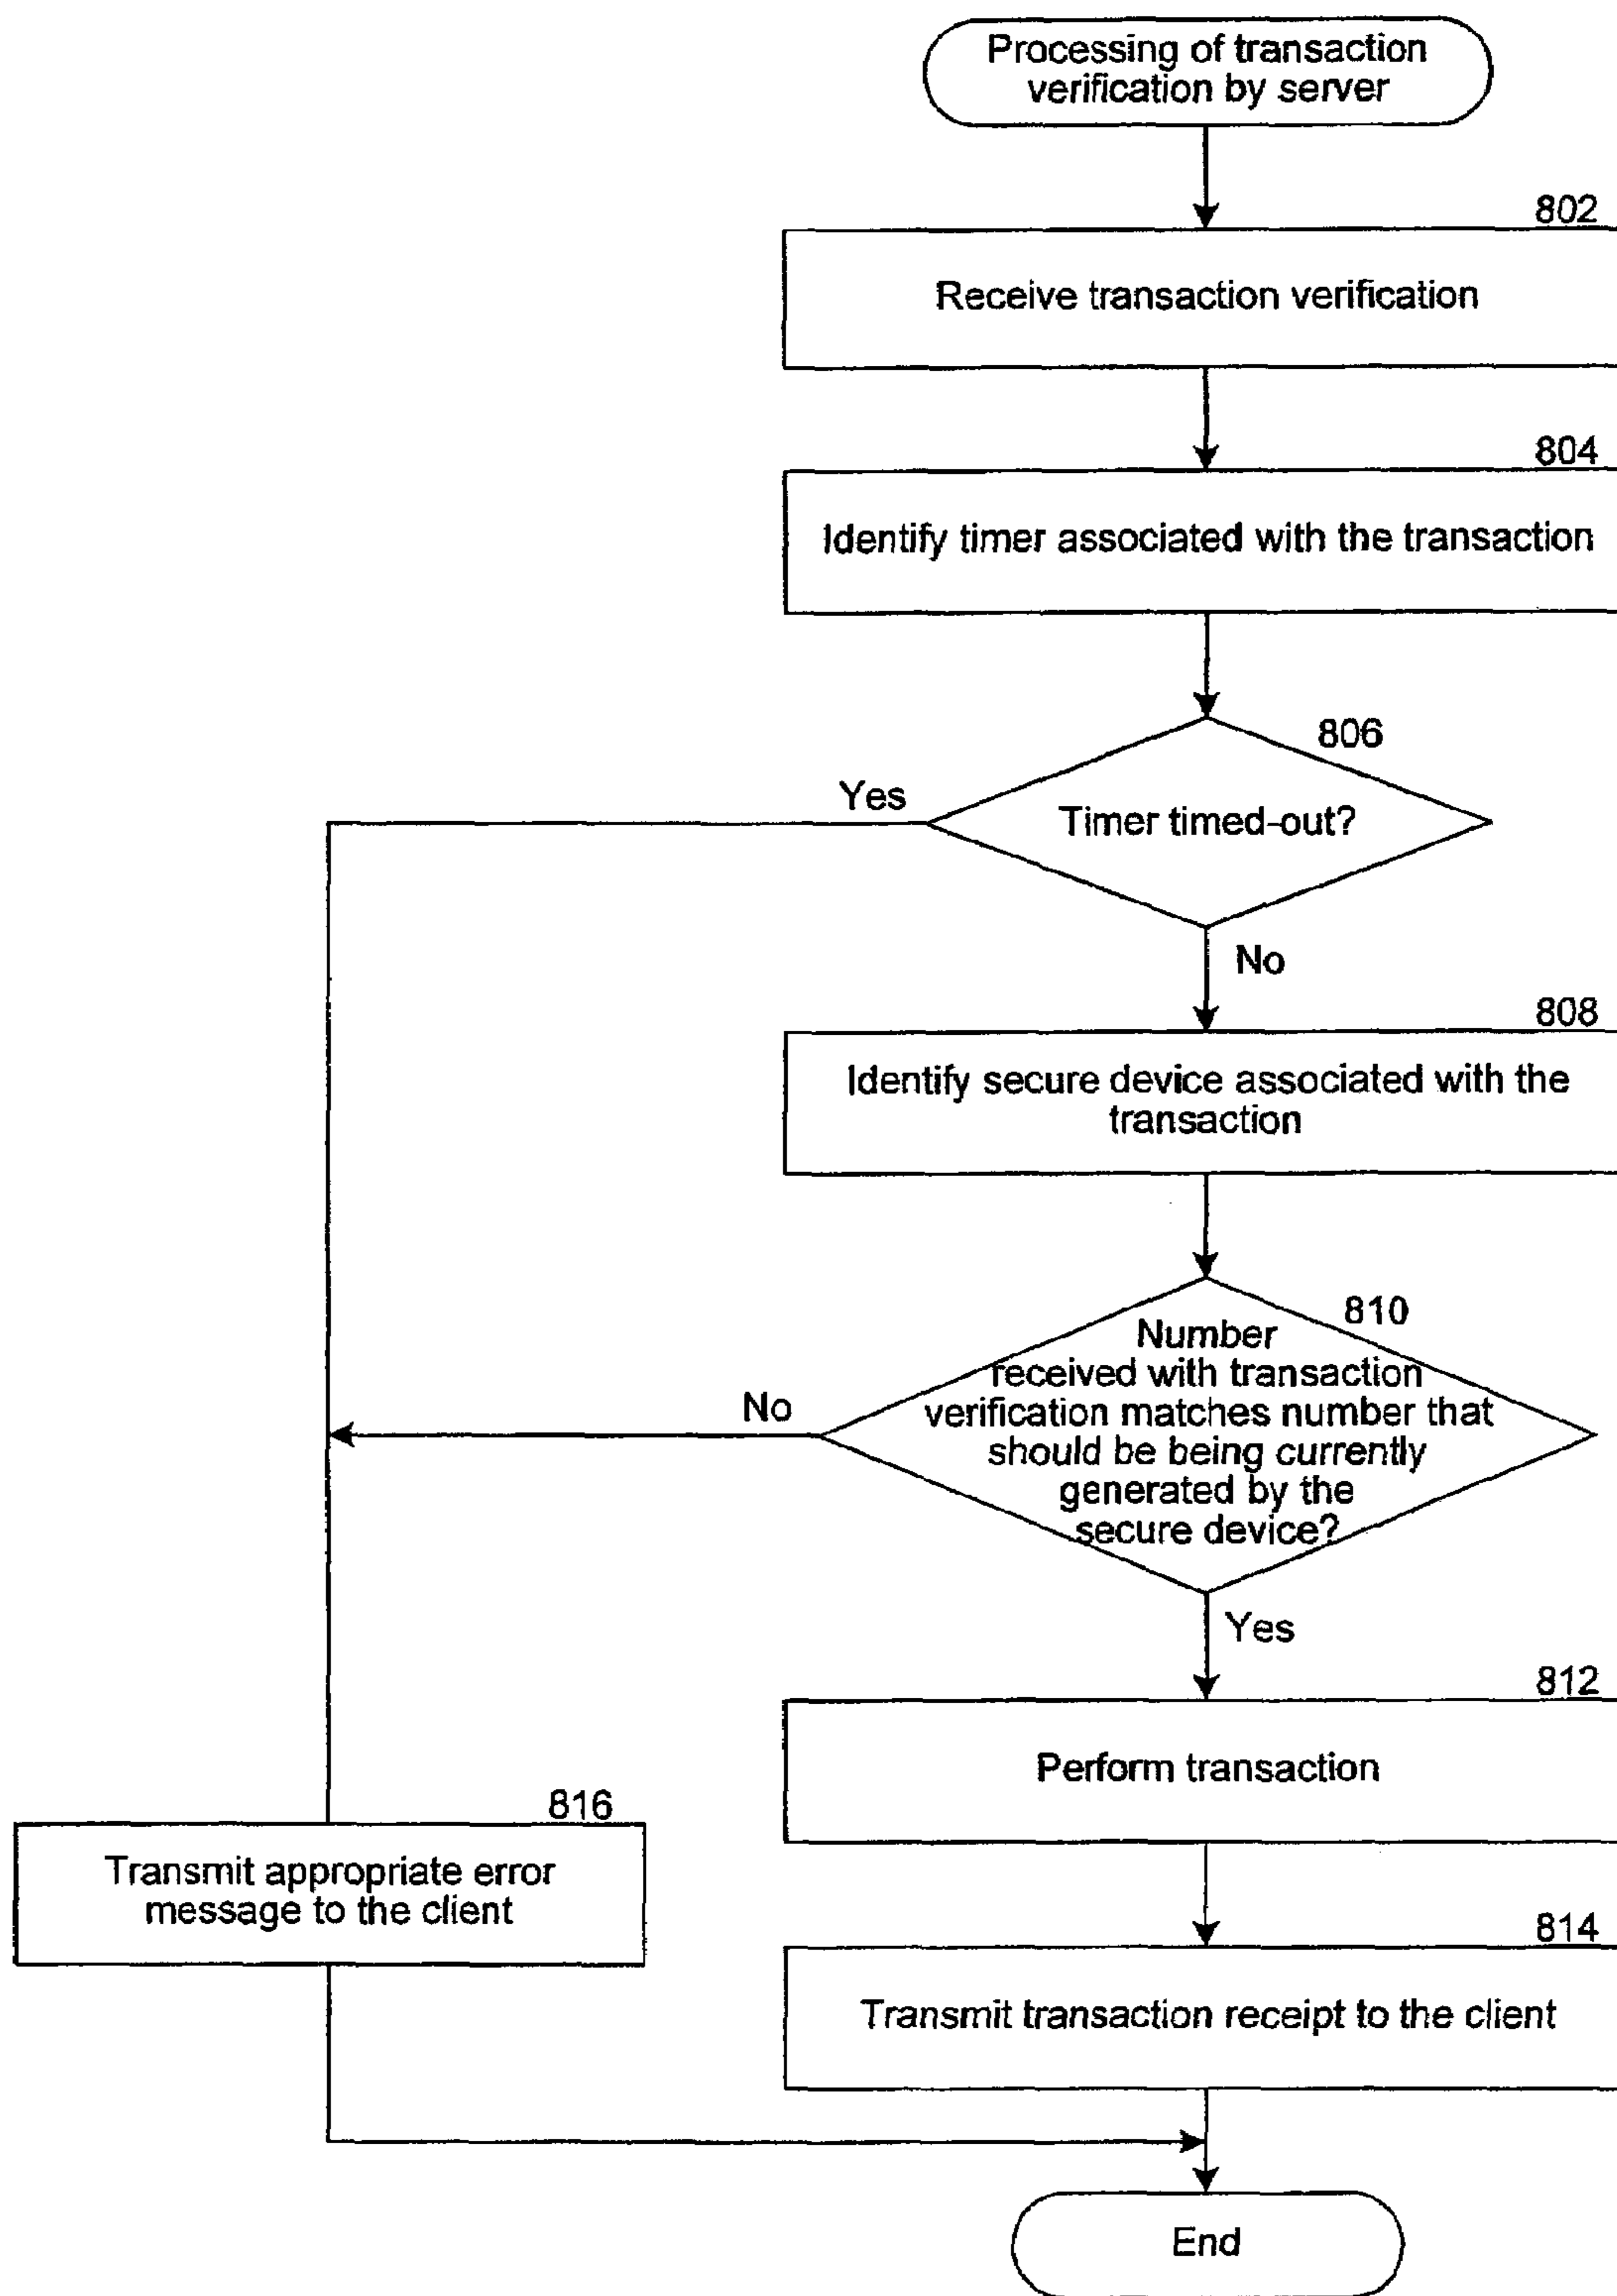 Processing of transaction
verification by server
802
Receive transaction verification
804
Identify timer associated with the transaction
806
Yes
Timer timed-out?
No
808
Identify secure device associated with the
transaction
810
Number
received with transaction
verification matches number that
should be being currently
generated by the
secure device?
No
Yes
812
Perform transaction
816
Transmit appropriate error
message to the client
814
Transmit transaction receipt to the client
End